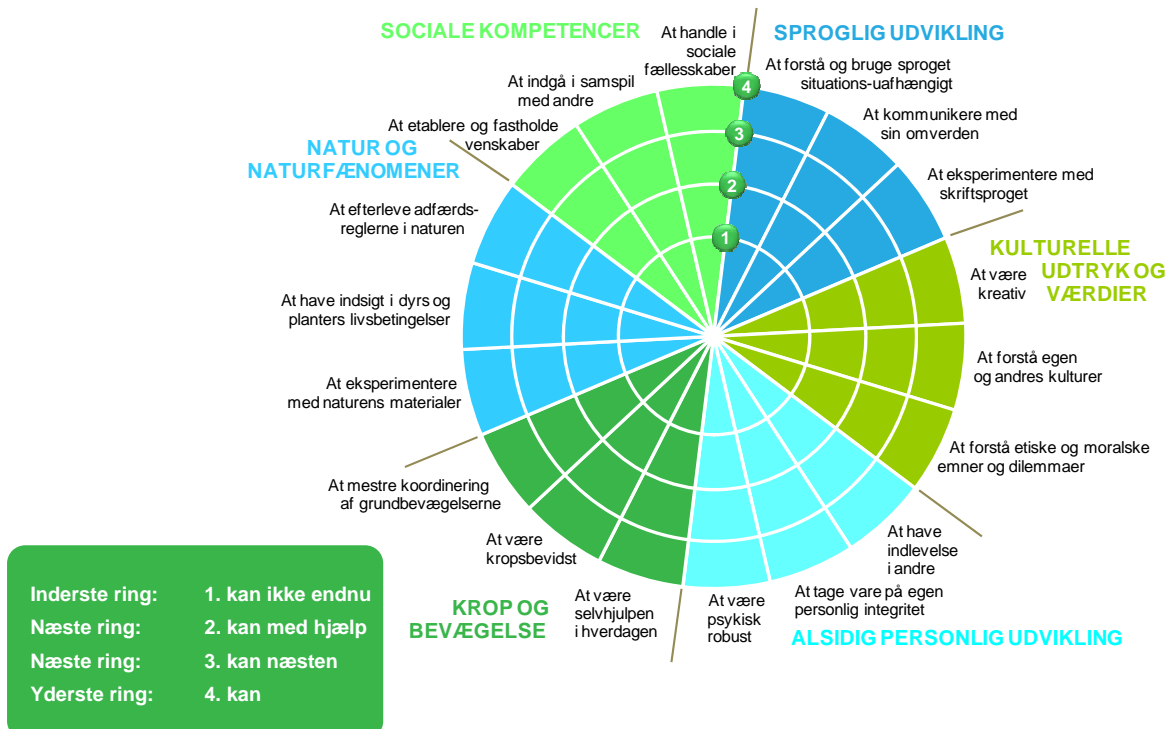 SOCIALE KOMPETENCER
At handle i
sociale
fællesskaber
SPROGLIG UDVIKLING
At forstå og bruge sproget
situations-uafhængigt
At indgå i samspil
med andre
At kommunikere med
sin omverden
At etablere og fastholde
venskaber
NATUR OG
NATURFÆNOMENER
At eksperimentere med
skriftsproget
At efterleve adfærds-
reglerne i naturen
KULTURELLE
UDTRYK OG
VÆRDIER
At være
kreativ
At have indsigt i dyrs og
planters livsbetingelser
At forstå egen
og andres kulturer
At eksperimentere
med naturens materialer
At forstå etiske og moralske
emner og dilemmaer
At mestre koordinering
af grundbevægelserne
At have
indlevelse
i andre
At være
kropsbevidst
At tage vare på egen
personlig integritet
At være
selvhjulpen
i hverdagen
At være
psykisk
robust
KROP OG
BEVÆGELSE
ALSIDIG PERSONLIG UDVIKLING
4
3
2
1
Inderste ring: 1. kan ikke endnu
Næste ring: 2. kan med hjælp
Næste ring: 3. kan næsten
Yderste ring: 4. kan